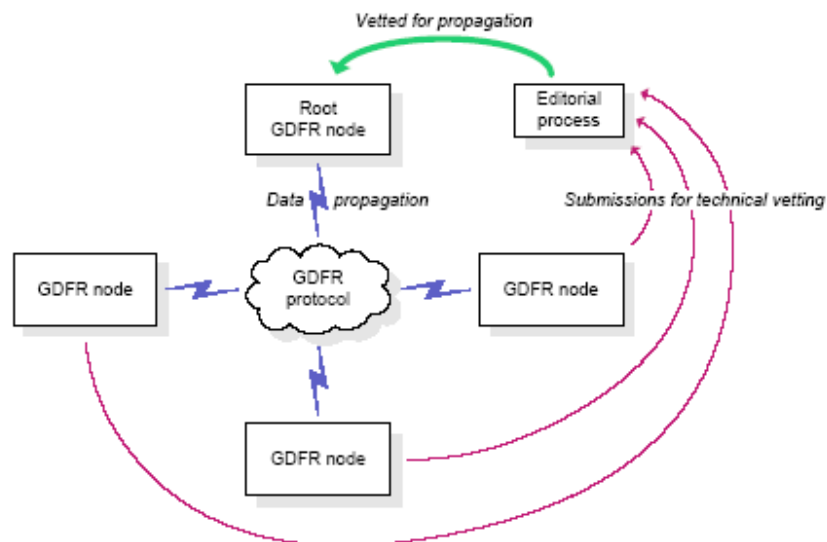 Vetted for propagation
Root
GDFR node
Editorial
process
Data propagation
Submissions for technical vetting
GDFR node
GDFR
protocol
GDFR node
GDFR node